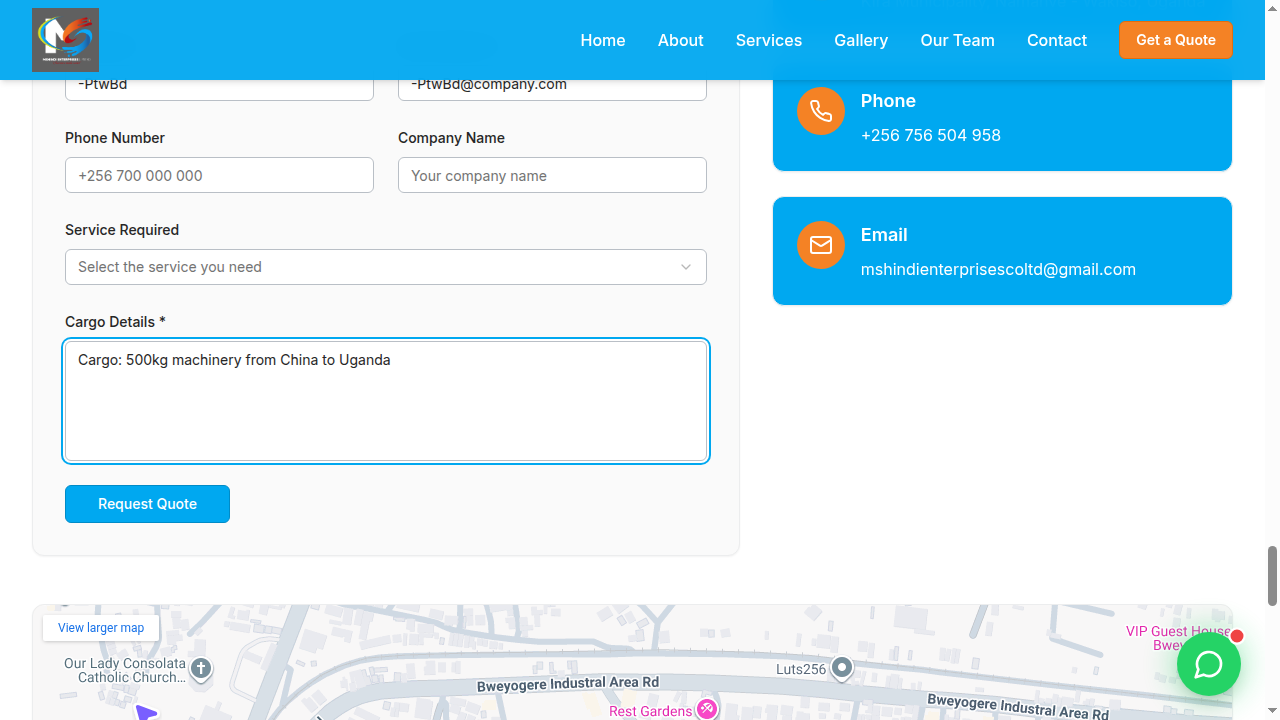 Home
About
Services
Gallery
Our Team
Contact
Get a Quote
-PtwBd
-PtwBd@company.com
Phone Number
Company Name
+256 700 000 000
Your company name
Service Required
Select the service you need
Cargo Details *
Cargo: 500kg machinery from China to Uganda
Request Quote
Phone
+256 756 504 958
Email
mshindienterprisescoltd@gmail.com
View larger map
Our Lady Consolata
Catholic Church...
Bweyogere Industral Area Rd
Luts256
Rest Gardens
Bweyogere Industral Area Rd
VIP Guest House